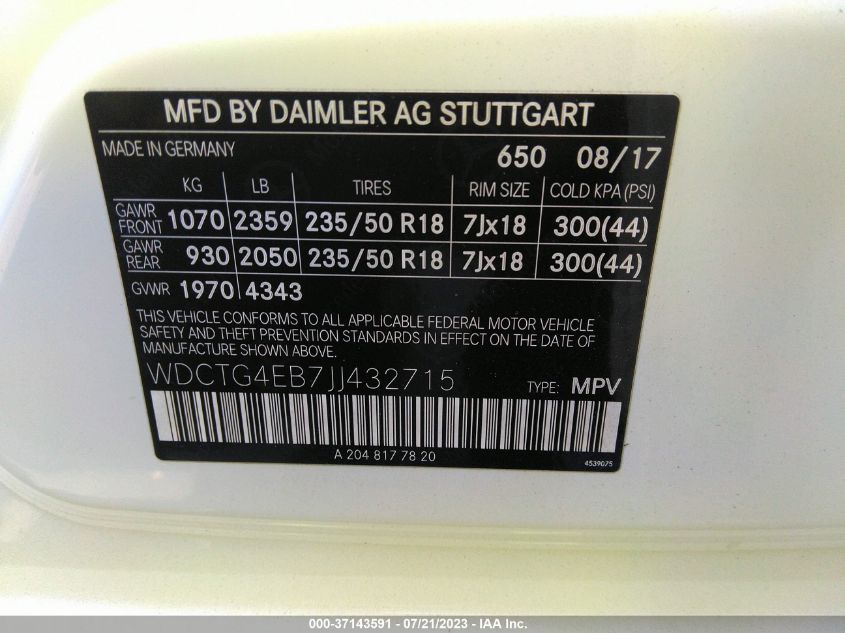 MFD BY DAIMLER AG STUTTGART
MADE IN GERMANY 650 08/17
KG LB TIRES RIM SIZE COLD KPA (PSI)
GAWR FRONT 1070 2359 235/50 R18 7Jx18 300(44)
GAWR REAR 930 2050 235/50 R18 7Jx18 300(44)
GVWR 1970 4343
THIS VEHICLE CONFORMS TO ALL APPLICABLE FEDERAL MOTOR VEHICLE
SAFETY AND THEFT PREVENTION STANDARDS IN EFFECT ON THE DATE OF
MANUFACTURE SHOWN ABOVE.
WDCTG4EB7JJ432715 TYPE: MPV
A 204 817 78 20 4539075
000-37143591 - 07/21/2023 - IAA Inc.